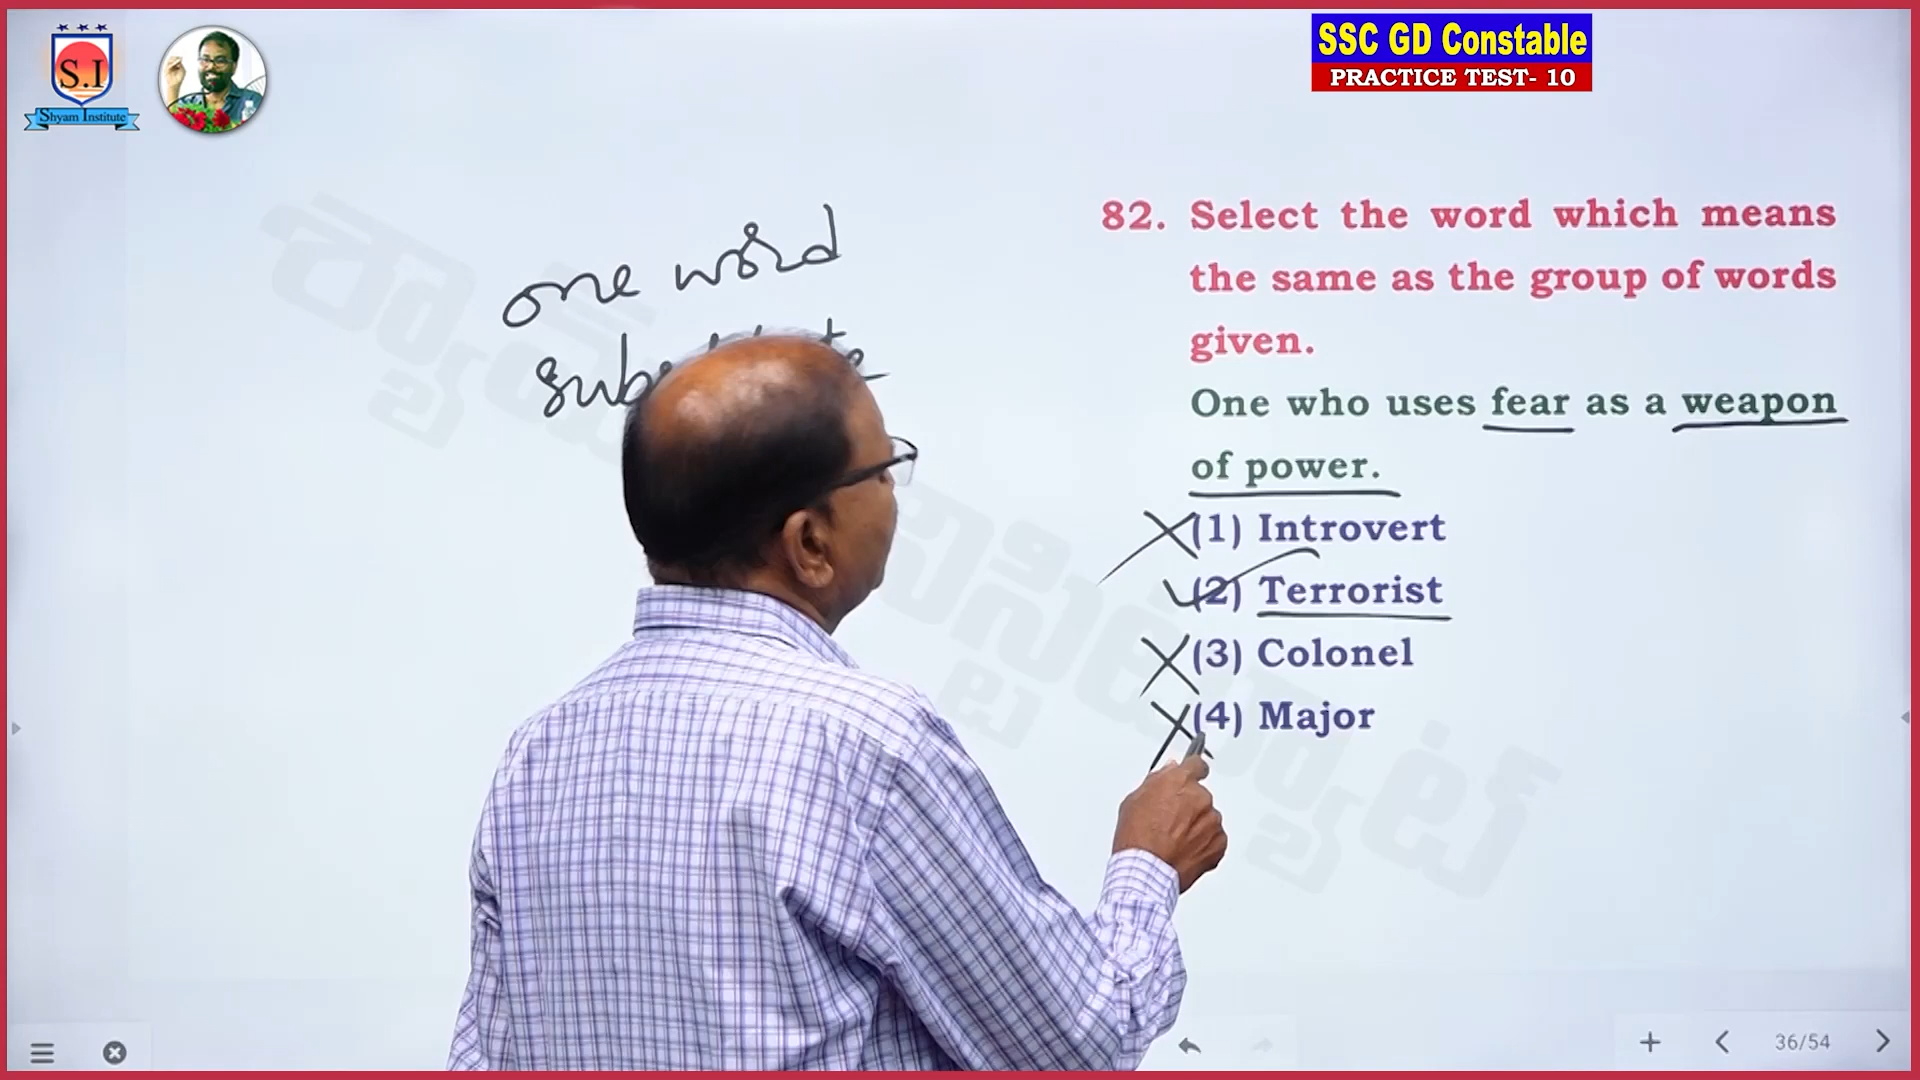 S.I
Shyam Institute
SSC GD Constable
PRACTICE TEST- 10
one word
82. Select the word which means
the same as the group of words
given.
One who uses fear as a weapon
of power.
(1) Introvert
(2) Terrorist
(3) Colonel
(4) Major
36/54